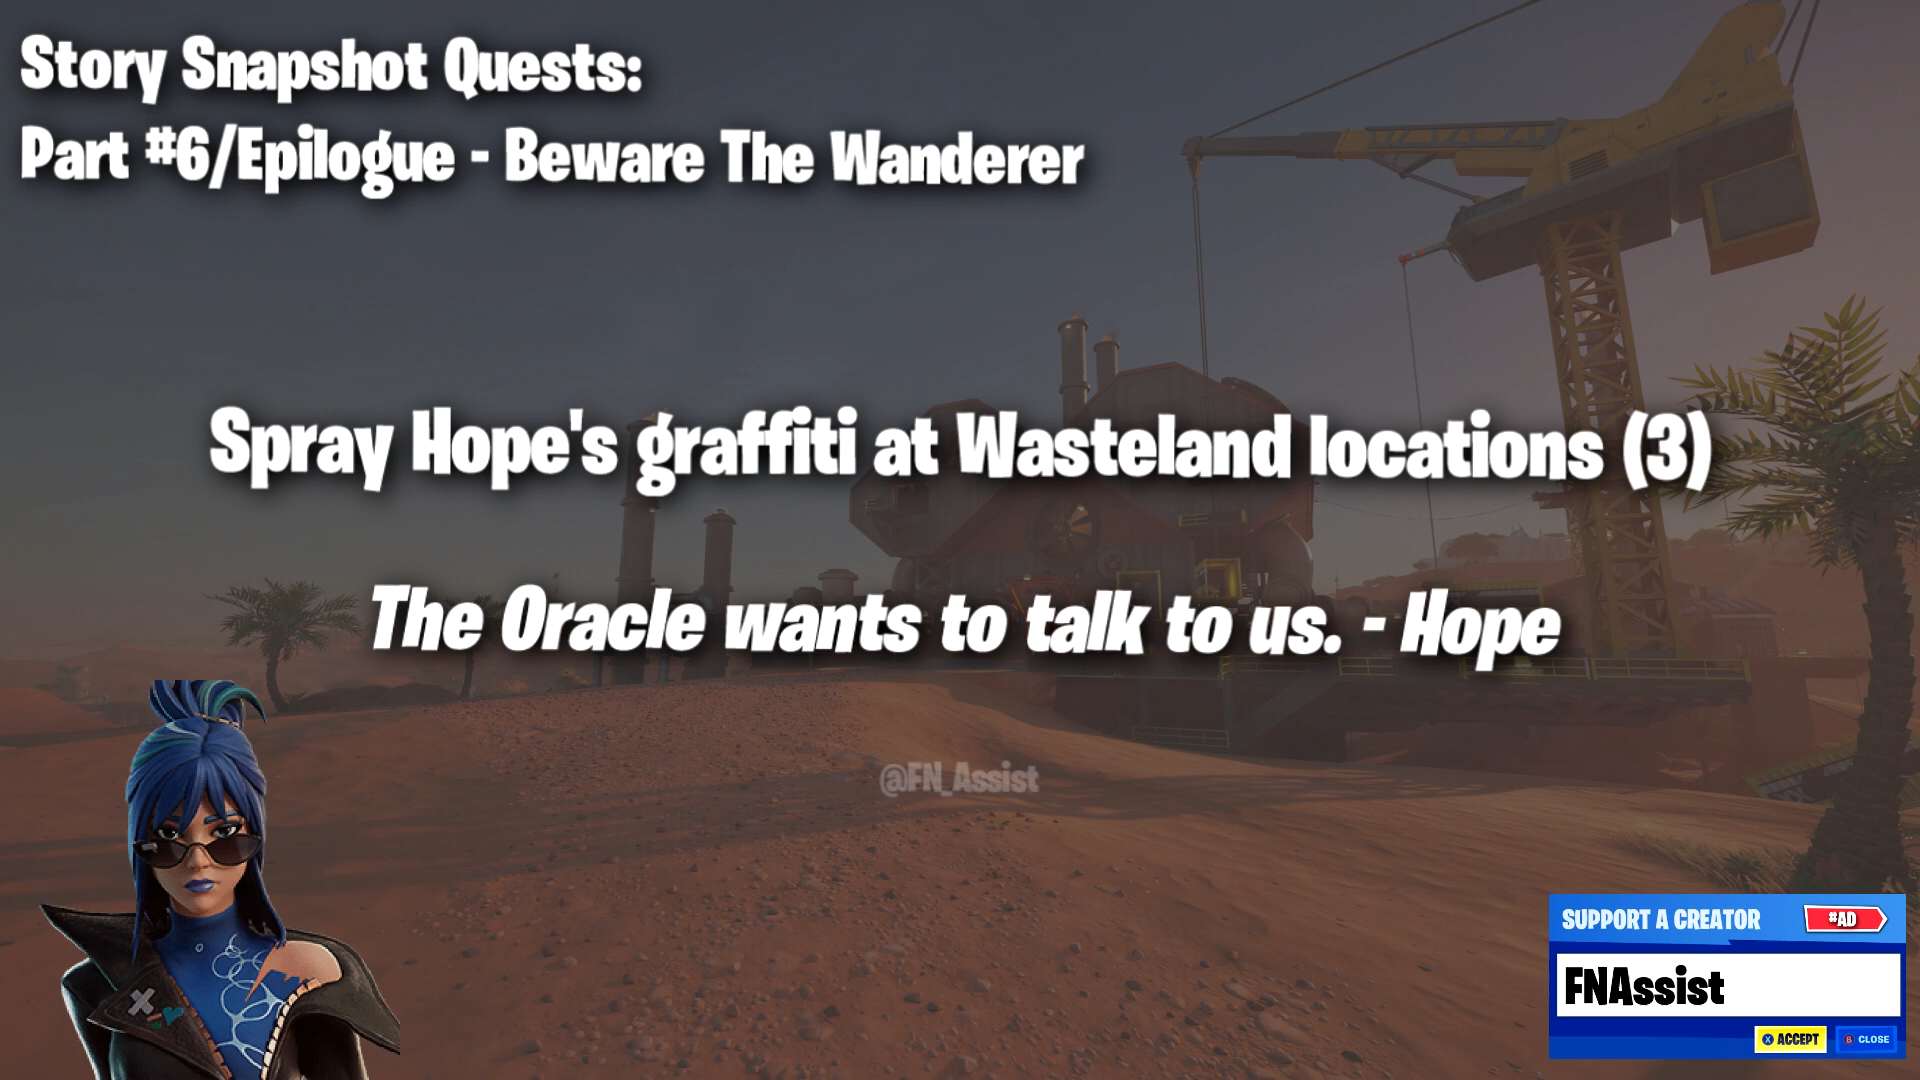 Story Snapshot Quests:
Part #6/Epilogue - Beware The Wanderer
Spray Hope's graffiti at Wasteland locations (3)
The Oracle wants to talk to us. - Hope
@FN_Assist
SUPPORT A CREATOR
#AD
FNAssist
X ACCEPT
B CLOSE